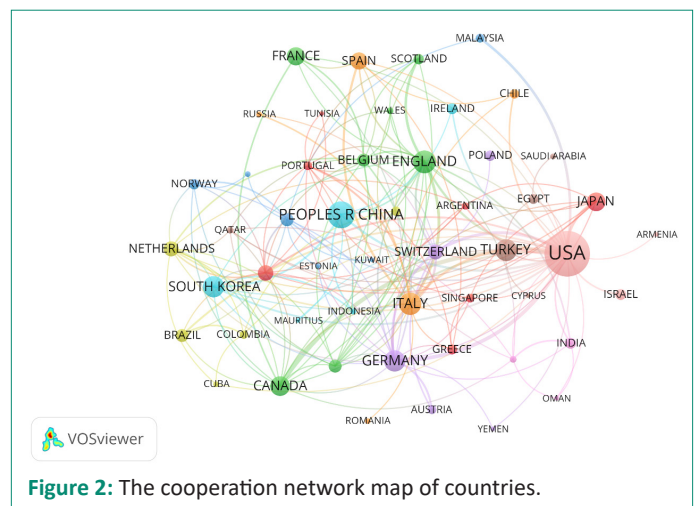 MALAYSIA
FRANCE
SPAIN
SCOTLAND
CHILE
RUSSIA
TUNISIA
WALES
IRELAND
PORTUGAL
BELGIUM
ENGLAND
POLAND
SAUDI ARABIA
NORWAY
EGYPT
JAPAN
PEOPLES R CHINA
ARGENTINA
QATAR
ARMENIA
NETHERLANDS
SWITZERLAND
TURKEY
USA
ESTONIA
KUWAIT
SOUTH KOREA
ITALY
SINGAPORE
CYPRUS
ISRAEL
MAURITIUS
INDONESIA
BRAZIL
COLOMBIA
GREECE
INDIA
GERMANY
CUBA
CANADA
OMAN
AUSTRIA
ROMANIA
YEMEN
VOSviewer
Figure 2: The cooperation network map of countries.